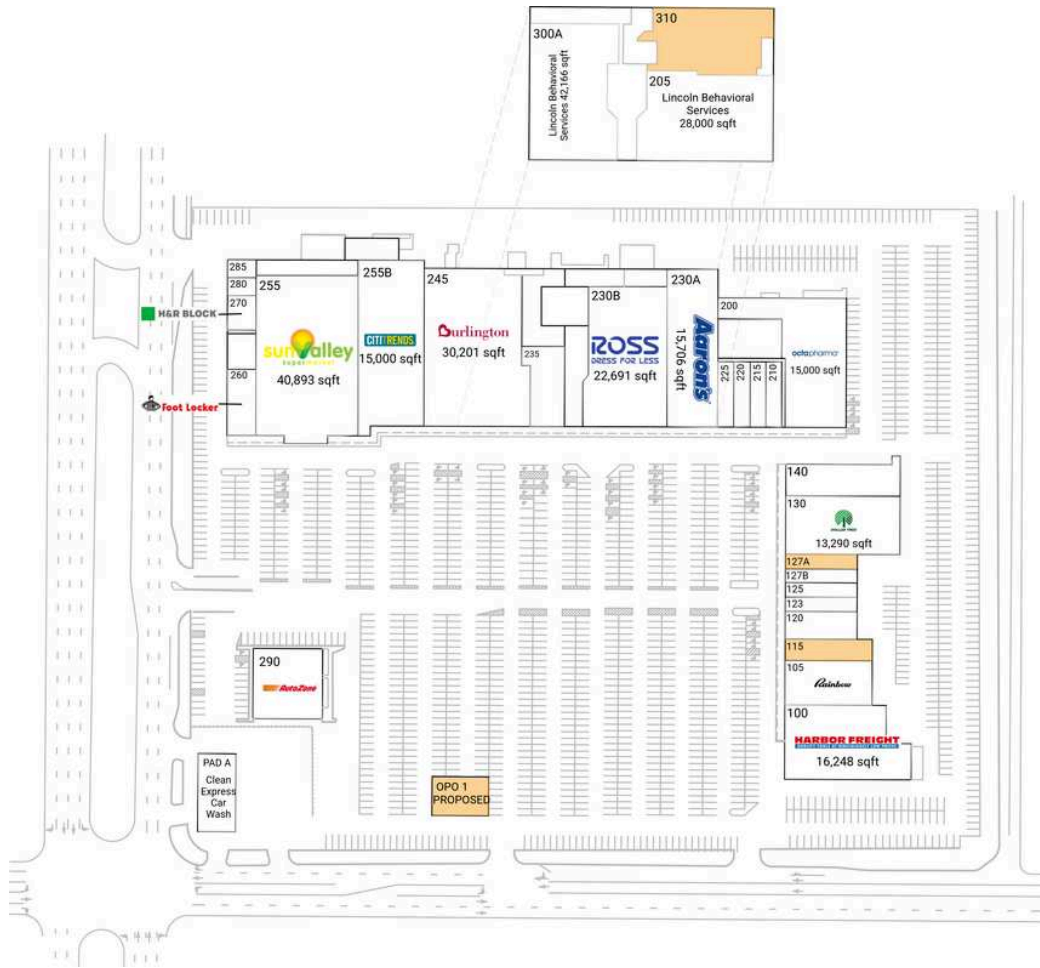 310
300A
Lincoln Behavioral
Services 42,166 sqft
205
Lincoln Behavioral
Services
28,000 sqft
285
280
270
H&R BLOCK
260
Foot Locker
255
sunvalley
supermarket
40,893 sqft
255B
CITITRENDS
15,000 sqft
245
Burlington
30,201 sqft
235
230B
ROSS
DRESS FOR LESS
22,691 sqft
230A
Aaron's
15,706 sqft
200
225
220
215
210
octapharma
15,000 sqft
140
130
DOLLAR TREE
13,290 sqft
127A
127B
125
123
120
115
105
Rainbow
100
HARBOR FREIGHT
16,248 sqft
290
AutoZone
PAD A
Clean
Express
Car
Wash
OPO 1
PROPOSED